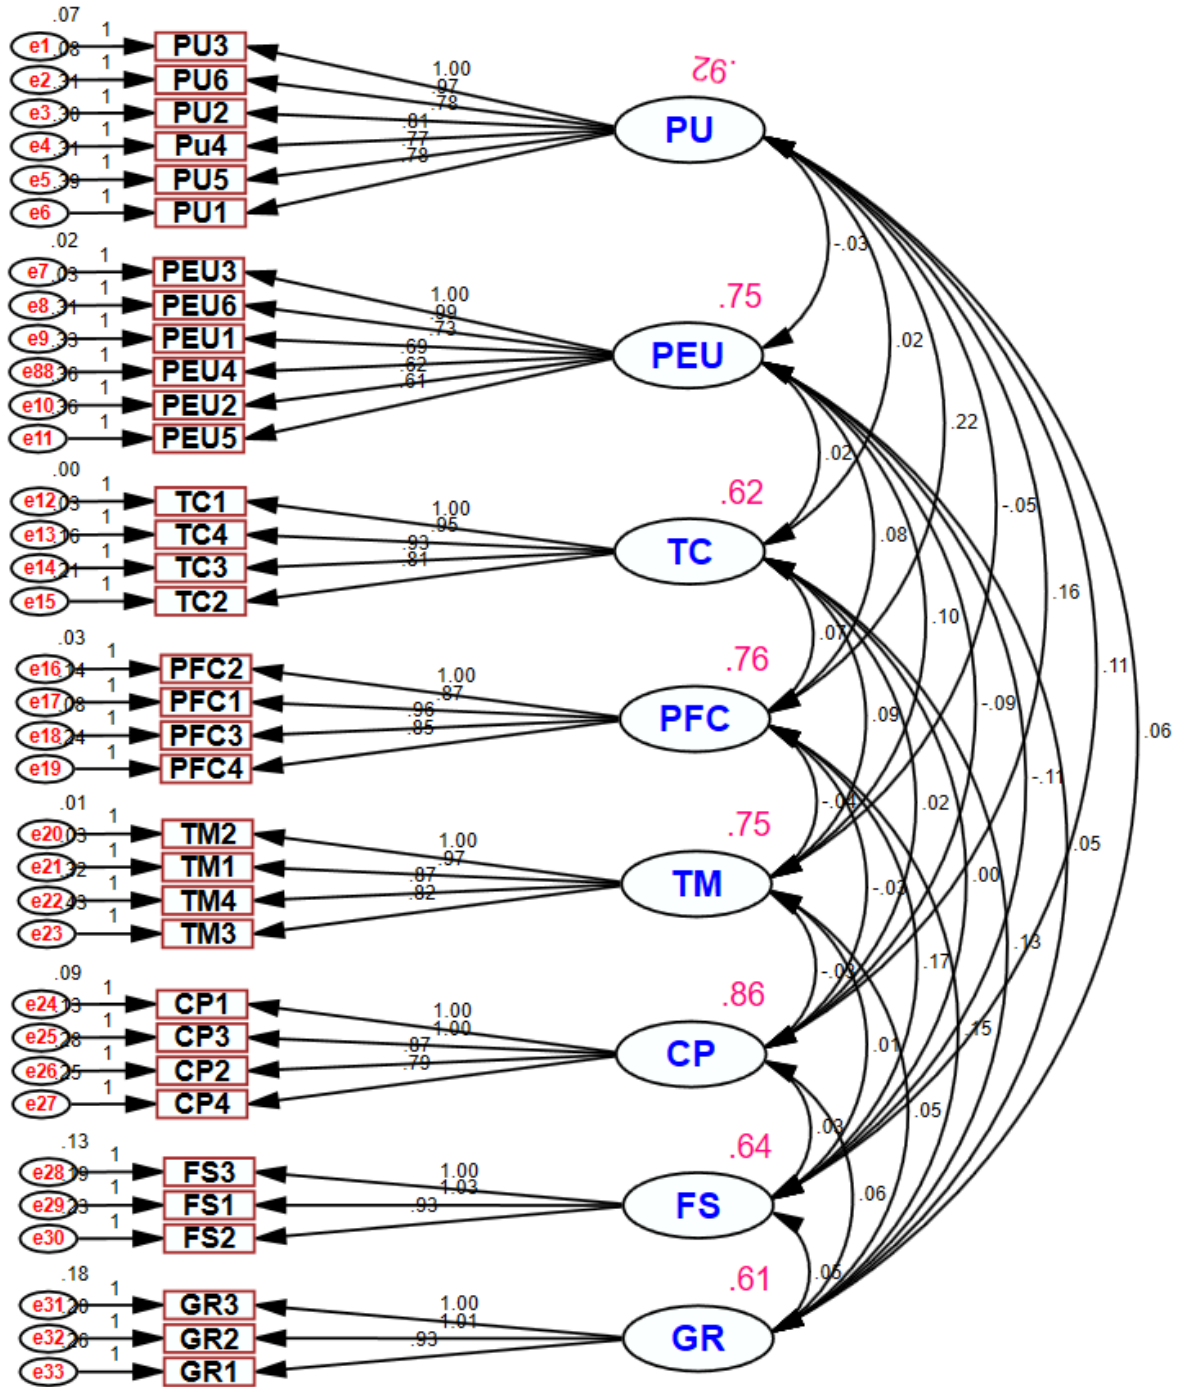 .07
e1 1 PU3
.08
e2 1 PU6
.31
e3 1 PU2
.30
e4 1 Pu4
.31
e5 1 PU5
.39
e6 1 PU1
1.00
.97
.78
.81
.77
.78
.92
PU
.02
e7 1 PEU3
.03
e8 1 PEU6
.31
e9 1 PEU1
.33
e88 1 PEU4
.36
e10 1 PEU2
.36
e11 1 PEU5
1.00
.99
.73
.69
.62
.61
.75
PEU
.00
e12 1 TC1
.03
e13 1 TC4
.16
e14 1 TC3
.21
e15 1 TC2
1.00
.95
.93
.81
.62
TC
.03
e16 1 PFC2
.14
e17 1 PFC1
.08
e18 1 PFC3
.24
e19 1 PFC4
1.00
.87
.96
.85
.76
PFC
.01
e20 1 TM2
.03
e21 1 TM1
.32
e22 1 TM4
.43
e23 1 TM3
1.00
.97
.87
.82
.75
TM
.09
e24 1 CP1
.13
e25 1 CP3
.28
e26 1 CP2
.25
e27 1 CP4
1.00
1.00
.87
.79
.86
CP
.13
e28 1 FS3
.19
e29 1 FS1
.23
e30 1 FS2
1.00
1.03
.93
.64
FS
.18
e31 1 GR3
.20
e32 1 GR2
.26
e33 1 GR1
1.00
1.01
.93
.61
GR
-.03
.02
.22
-.05
.16
.11
.06
.02
.08
.10
-.09
-.11
.05
.07
.09
.02
.00
.13
-.04
-.03
.17
.15
-.03
.01
.05
.03
.06
.05